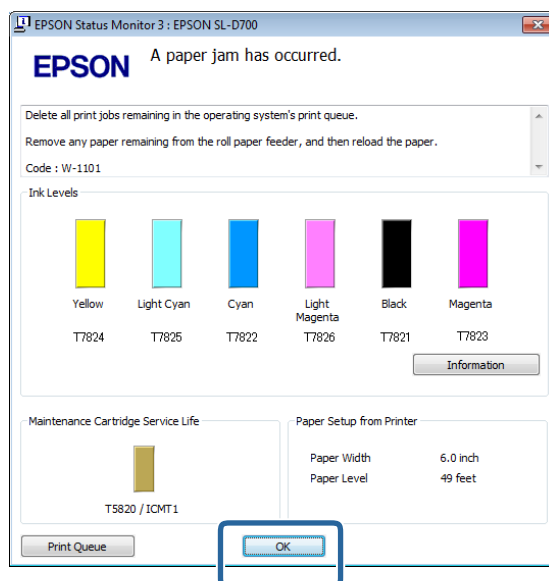 EPSON Status Monitor 3 : EPSON SL-D700
EPSON
A paper jam has occurred.
Delete all print jobs remaining in the operating system's print queue.
Remove any paper remaining from the roll paper feeder, and then reload the paper.
Code : W-1101
Ink Levels
Yellow Light Cyan Cyan Light Magenta Black Magenta
T7824 T7825 T7822 T7826 T7821 T7823
Information
Maintenance Cartridge Service Life
T5820 / ICMT1
Paper Setup from Printer
Paper Width 6.0 inch
Paper Level 49 feet
Print Queue
OK